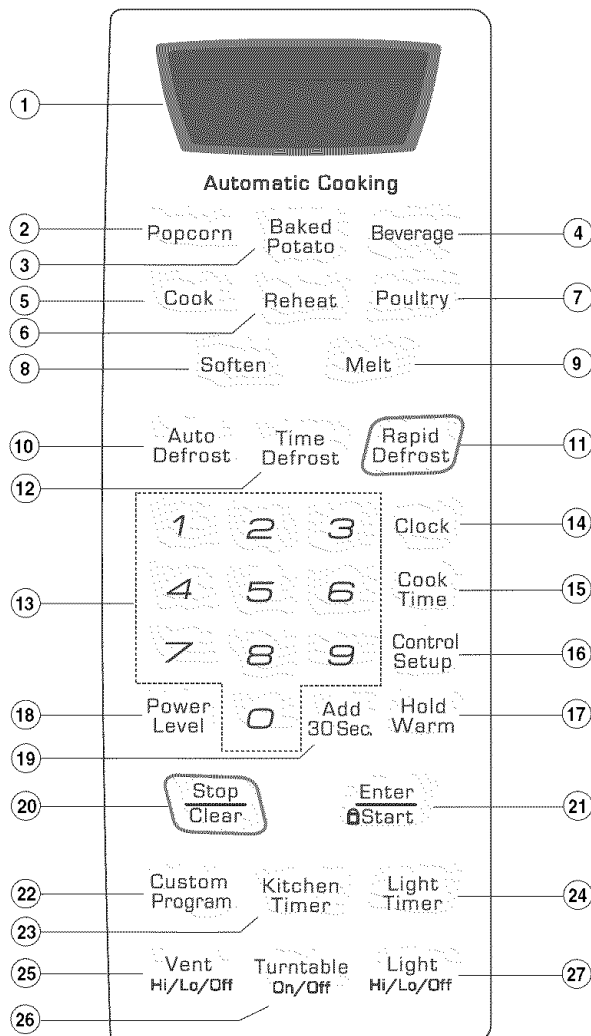 1
Automatic Cooking
2 Popcorn Baked Potato Beverage 4
3
5 Cook Reheat Poultry 7
6
8 Soften Melt 9
10 Auto Defrost Time Defrost Rapid Defrost 11
12
1 2 3 Clock 14
13 4 5 6 Cook Time 15
7 8 9 Control Setup 16
18 Power Level 0 Add 30 Sec. Hold Warm 17
19
20 Stop Clear Enter Start 21
22 Custom Program Kitchen Timer Light Timer 24
23
25 Vent Hi/Lo/Off Turntable On/Off Light Hi/Lo/Off 27
26